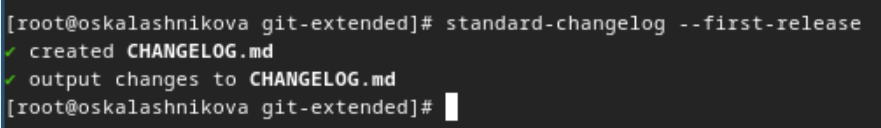 [root@oskalashnikova git-extended]# standard-changelog --first-release
✔ created CHANGELOG.md
✔ output changes to CHANGELOG.md
[root@oskalashnikova git-extended]#